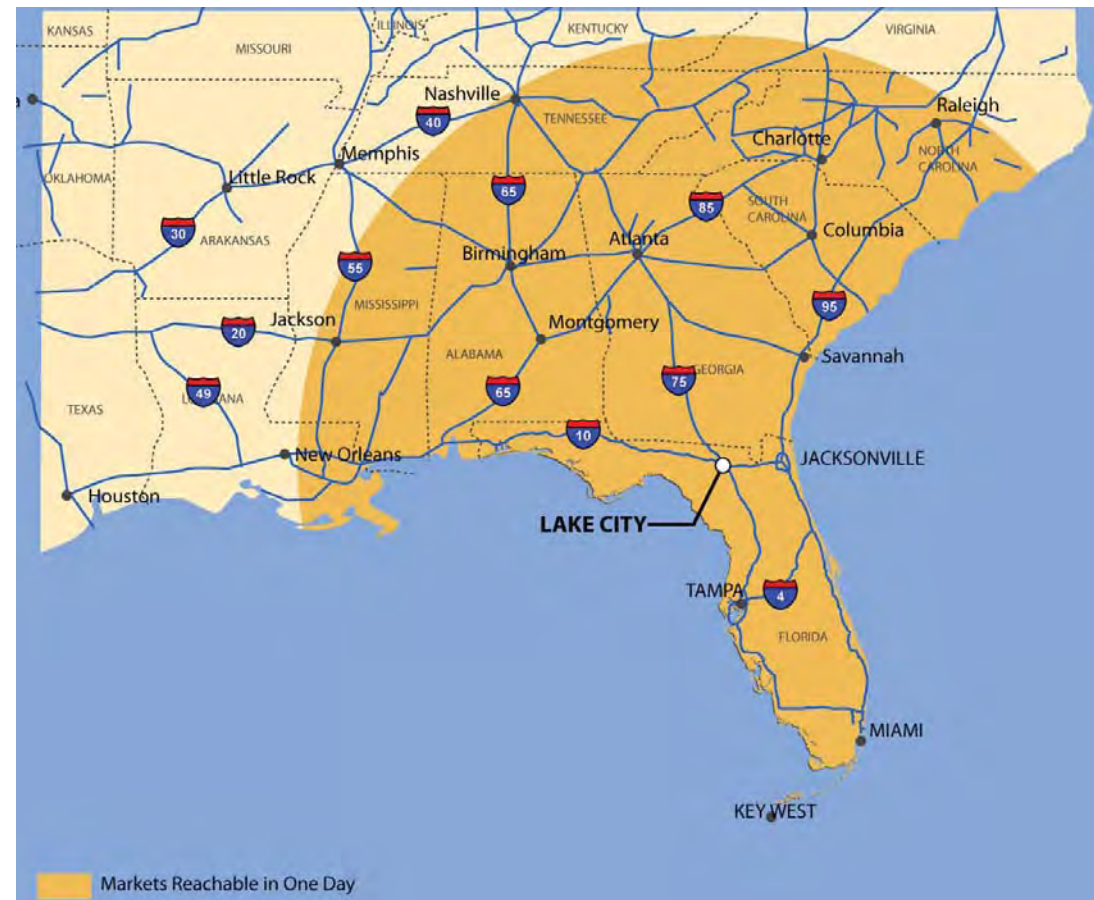 KANSAS
MISSOURI
ILLINOIS
KENTUCKY
VIRGINIA
Nashville
40
TENNESSEE
Raleigh
Charlotte
NORTH
CAROLINA
Memphis
OKLAHOMA
Little Rock
65
85
SOUTH
CAROLINA
30
ARAKANSAS
Columbia
Atlanta
Birmingham
55
MISSISSIPPI
95
Jackson
20
Montgomery
ALABAMA
Savannah
GEORGIA
75
49
65
TEXAS
10
New Orleans
JACKSONVILLE
Houston
LAKE CITY
TAMPA
4
FLORIDA
MIAMI
KEY WEST
Markets Reachable in One Day